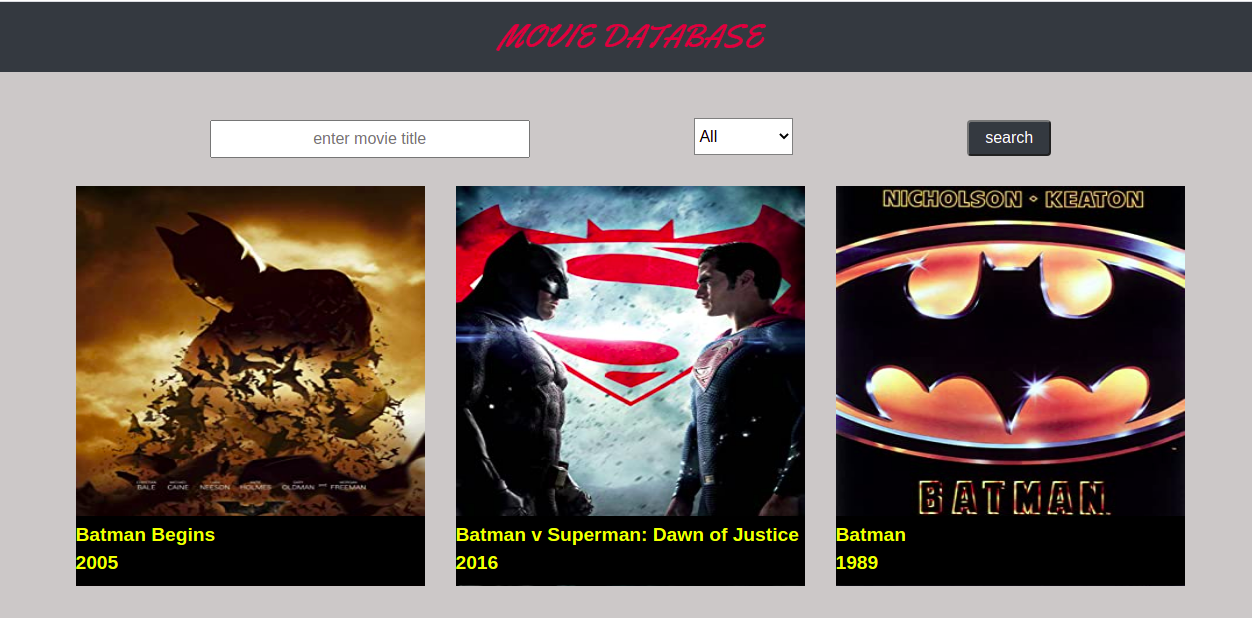 MOVIE DATABASE
enter movie title
All
search
NICHOLSON · KEATON
CAINE NEESON HOLMES OLDMAN AND FREEMAN
BALE
BATMAN
Batman Begins
2005
Batman v Superman: Dawn of Justice
2016
Batman
1989